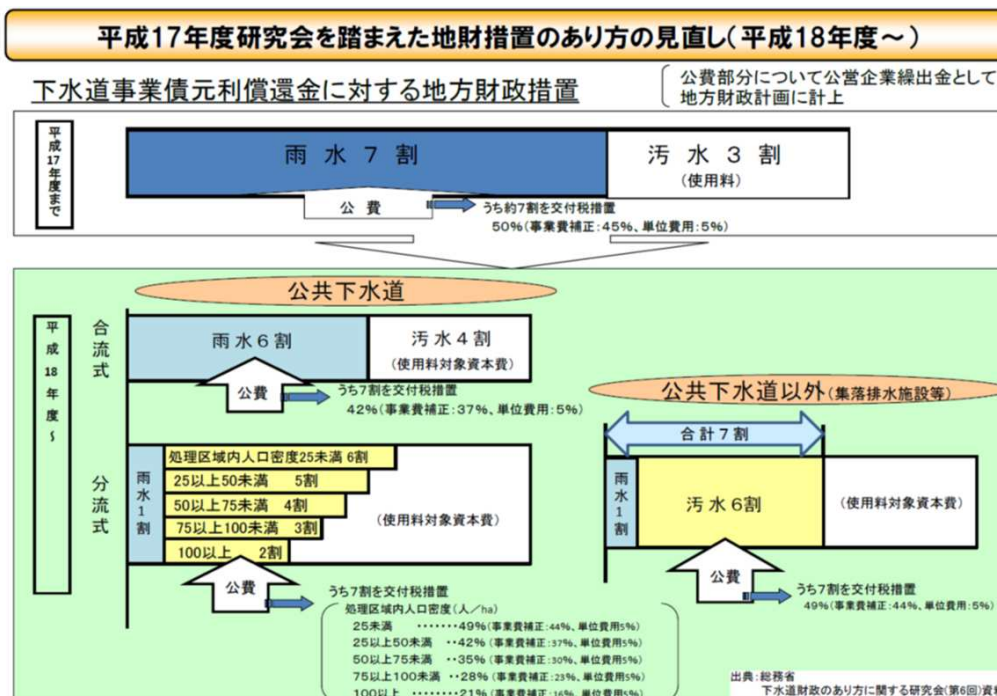 平成17年度研究会を踏まえた地財措置のあり方の見直し(平成18年度～)
下水道事業債元利償還金に対する地方財政措置
公費部分について公営企業繰出金として
地方財政計画に計上
平成17年度まで
雨水7割
汚水3割
(使用料)
公費
うち約7割を交付税措置
50%(事業費補正:45%、単位費用:5%)
平成18年度～
公共下水道
合流式
雨水6割
汚水4割
(使用料対象資本費)
公費
うち7割を交付税措置
42%(事業費補正:37%、単位費用:5%)
分流式
雨水1割
処理区域内人口密度25未満 6割
25以上50未満 5割
50以上75未満 4割
75以上100未満 3割
100以上 2割
(使用料対象資本費)
公費
うち7割を交付税措置
処理区域内人口密度(人/ha)
25未満 ‥‥‥‥49%(事業費補正:44%、単位費用5%)
25以上50未満 ‥42%(事業費補正:37%、単位費用5%)
50以上75未満 ‥35%(事業費補正:30%、単位費用5%)
75以上100未満 ‥28%(事業費補正:23%、単位費用5%)
100以上 ‥‥‥‥21%(事業費補正:16%、単位費用5%)
公共下水道以外(集落排水施設等)
合計7割
雨水1割
汚水6割
(使用料対象資本費)
公費
うち7割を交付税措置
49%(事業費補正:44%、単位費用:5%)
出典:総務省
下水道財政のあり方に関する研究会(第6回)資